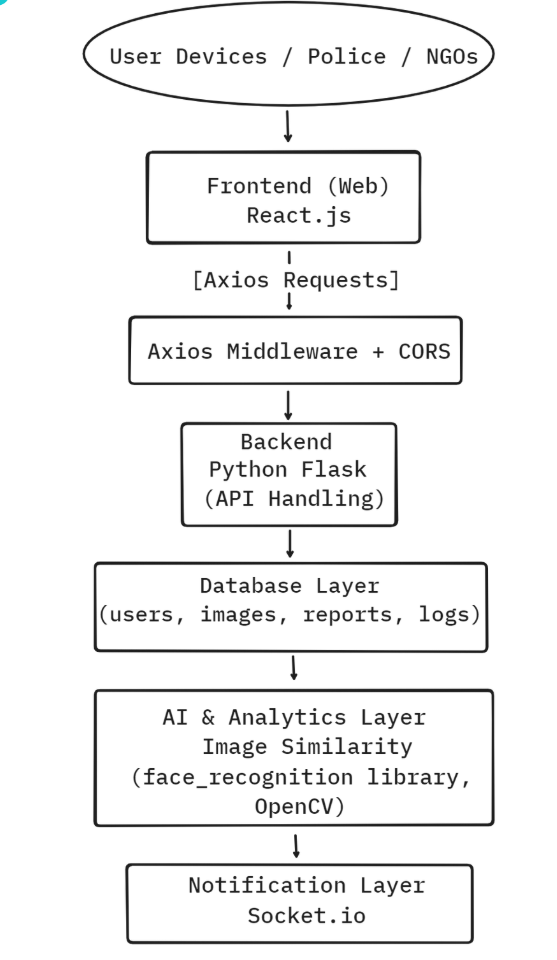 User Devices / Police / NGOs
Frontend (Web)
React.js
[Axios Requests]
Axios Middleware + CORS
Backend
Python Flask
(API Handling)
Database Layer
(users, images, reports, logs)
AI & Analytics Layer
Image Similarity
(face_recognition library,
OpenCV)
Notification Layer
Socket.io